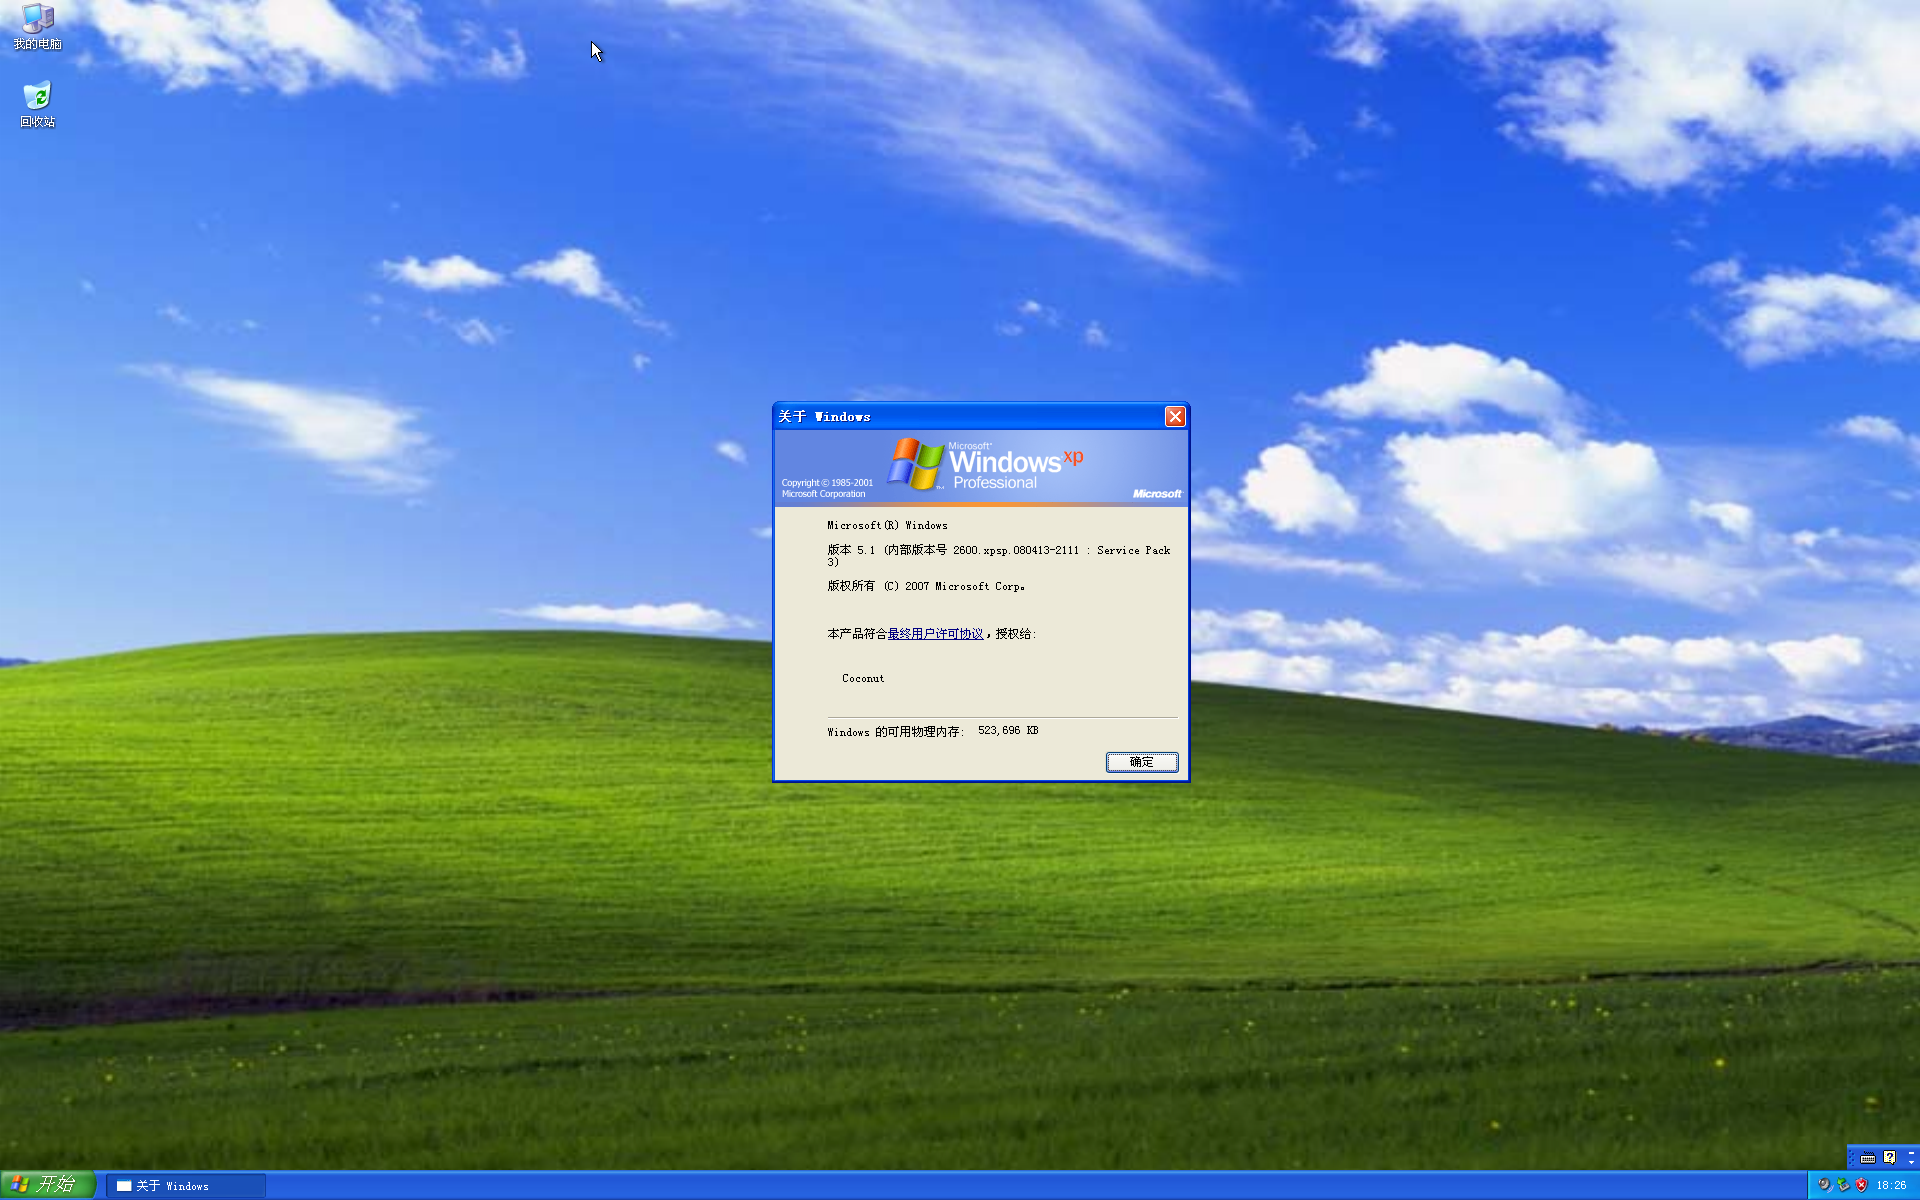 我的电脑
回收站
关于 Windows
Microsoft
Windows xp
Professional
Copyright © 1985-2001
Microsoft Corporation
Microsoft
Microsoft(R) Windows
版本 5.1 (内部版本号 2600.xpsp.080413-2111 : Service Pack
3)
版权所有 (C) 2007 Microsoft Corp。
本产品符合最终用户许可协议，授权给:
Coconut
Windows 的可用物理内存: 523,696 KB
确定
开始
关于 Windows
18:26